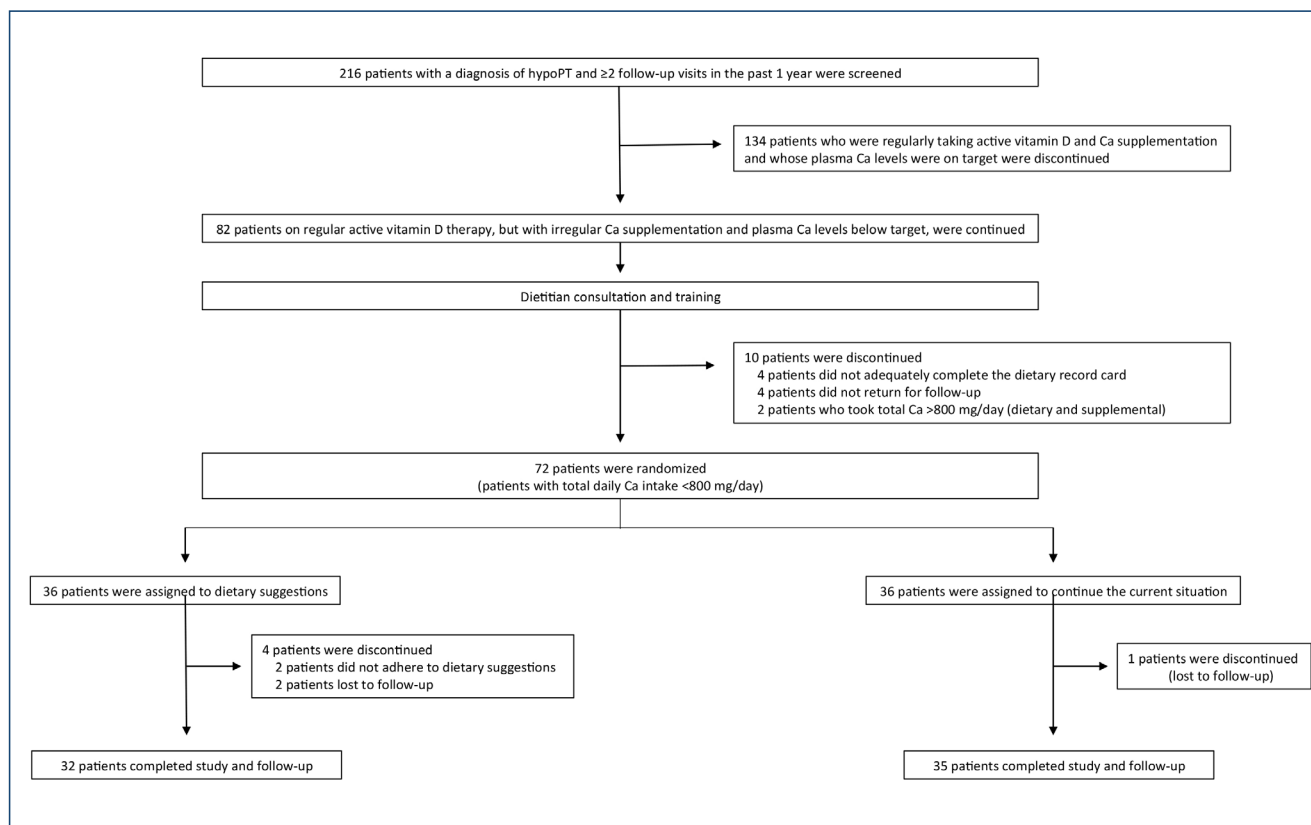 216 patients with a diagnosis of hypoPT and ≥2 follow-up visits in the past 1 year were screened
134 patients who were regularly taking active vitamin D and Ca supplementation
and whose plasma Ca levels were on target were discontinued
82 patients on regular active vitamin D therapy, but with irregular Ca supplementation and plasma Ca levels below target, were continued
Dietitian consultation and training
10 patients were discontinued
4 patients did not adequately complete the dietary record card
4 patients did not return for follow-up
2 patients who took total Ca >800 mg/day (dietary and supplemental)
72 patients were randomized
(patients with total daily Ca intake <800 mg/day)
36 patients were assigned to dietary suggestions
36 patients were assigned to continue the current situation
4 patients were discontinued
2 patients did not adhere to dietary suggestions
2 patients lost to follow-up
1 patients were discontinued
(lost to follow-up)
32 patients completed study and follow-up
35 patients completed study and follow-up